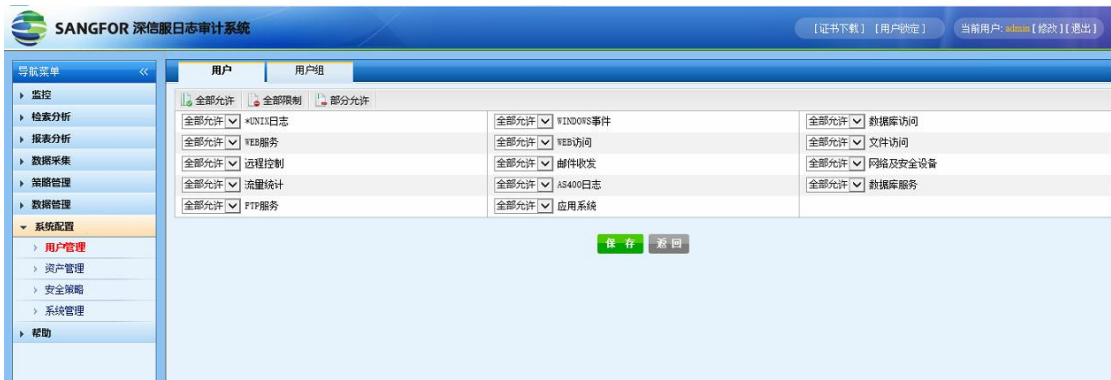 SANGFOR 深信服日志审计系统 [证书下载] [用户锁定] 当前用户: admin [修改] [退出]
导航菜单 《 用户 用户组
监控
全部允许 全部限制 部分允许
检索分析
全部允许 *UNIX日志 全部允许 WINDOWS事件 全部允许 数据库访问
报表分析
全部允许 WEB服务 全部允许 WEB访问 全部允许 文件访问
数据采集
全部允许 远程控制 全部允许 邮件收发 全部允许 网络及安全设备
策略管理
全部允许 流量统计 全部允许 AS400日志 全部允许 数据库服务
数据管理
全部允许 FTP服务 全部允许 应用系统
系统配置
保存 返回
用户管理
资产管理
安全策略
系统管理
帮助